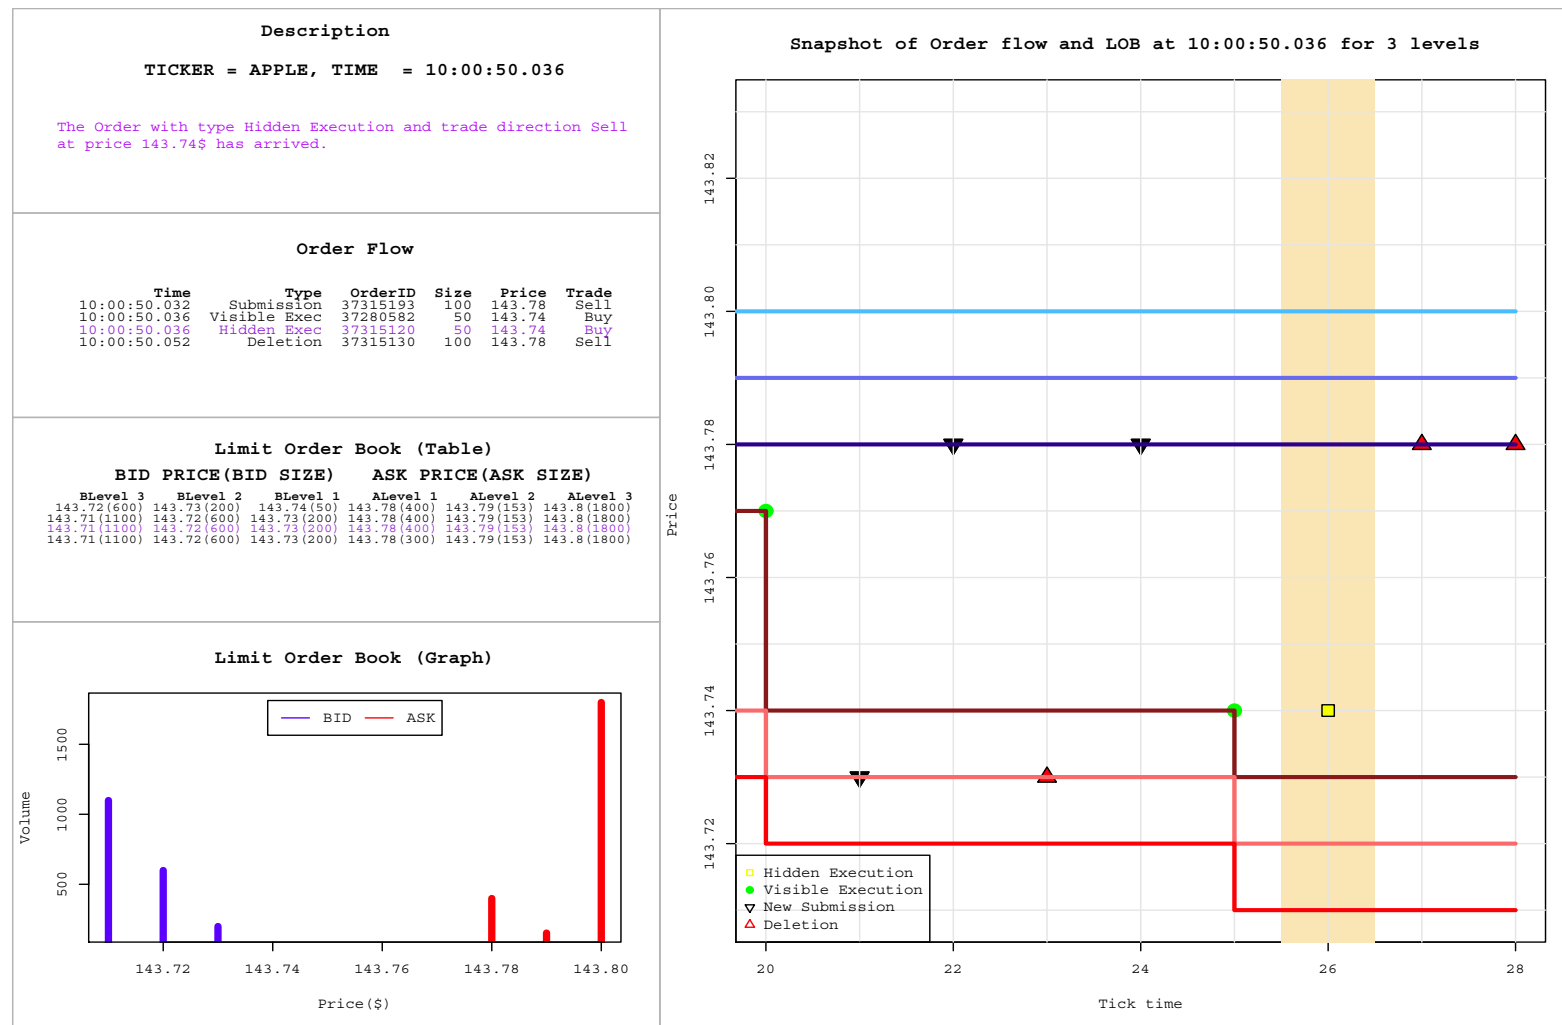 Description
TICKER = APPLE, TIME  = 10:00:50.036
The Order with type Hidden Execution and trade direction Sell
at price 143.74$ has arrived.
Order Flow
Time Type OrderID Size Price Trade
10:00:50.032 Submission 37315193 100 143.78 Sell
10:00:50.036 Visible Exec 37280582 50 143.74 Buy
10:00:50.036 Hidden Exec 37315120 50 143.74 Buy
10:00:50.052 Deletion 37315130 100 143.78 Sell
Limit Order Book (Table)
BID PRICE(BID SIZE) ASK PRICE(ASK SIZE)
BLevel 3 BLevel 2 BLevel 1 ALevel 1 ALevel 2 ALevel 3
143.72(600) 143.73(200) 143.74(50) 143.78(400) 143.79(153) 143.8(1800)
143.71(1100) 143.72(600) 143.73(200) 143.78(400) 143.79(153) 143.8(1800)
143.71(1100) 143.72(600) 143.73(200) 143.78(400) 143.79(153) 143.8(1800)
143.71(1100) 143.72(600) 143.73(200) 143.78(300) 143.79(153) 143.8(1800)
Limit Order Book (Graph)
BID ASK
Volume
1500
1000
500
143.72 143.74 143.76 143.78 143.80
Price($)
Snapshot of Order flow and LOB at 10:00:50.036 for 3 levels
Price
143.82
143.80
143.78
143.76
143.74
143.72
Hidden Execution
Visible Execution
New Submission
Deletion
20 22 24 26 28
Tick time